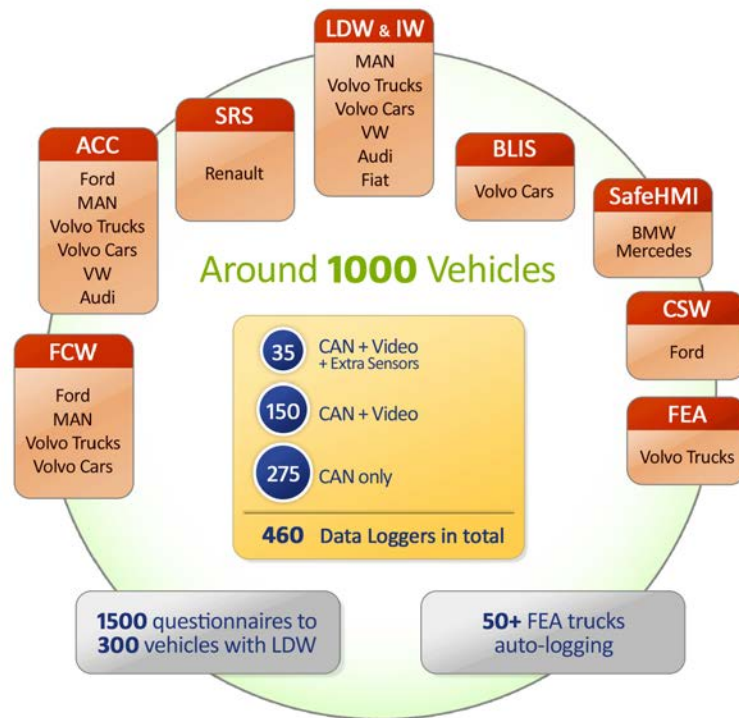 LDW & IW
MAN
Volvo Trucks
Volvo Cars
VW
Audi
Fiat
SRS
Renault
ACC
Ford
MAN
Volvo Trucks
Volvo Cars
VW
Audi
BLIS
Volvo Cars
SafeHMI
BMW
Mercedes
Around 1000 Vehicles
CSW
Ford
FCW
Ford
MAN
Volvo Trucks
Volvo Cars
FEA
Volvo Trucks
35 CAN + Video
+ Extra Sensors
150 CAN + Video
275 CAN only
460 Data Loggers in total
1500 questionnaires to
300 vehicles with LDW
50+ FEA trucks
auto-logging